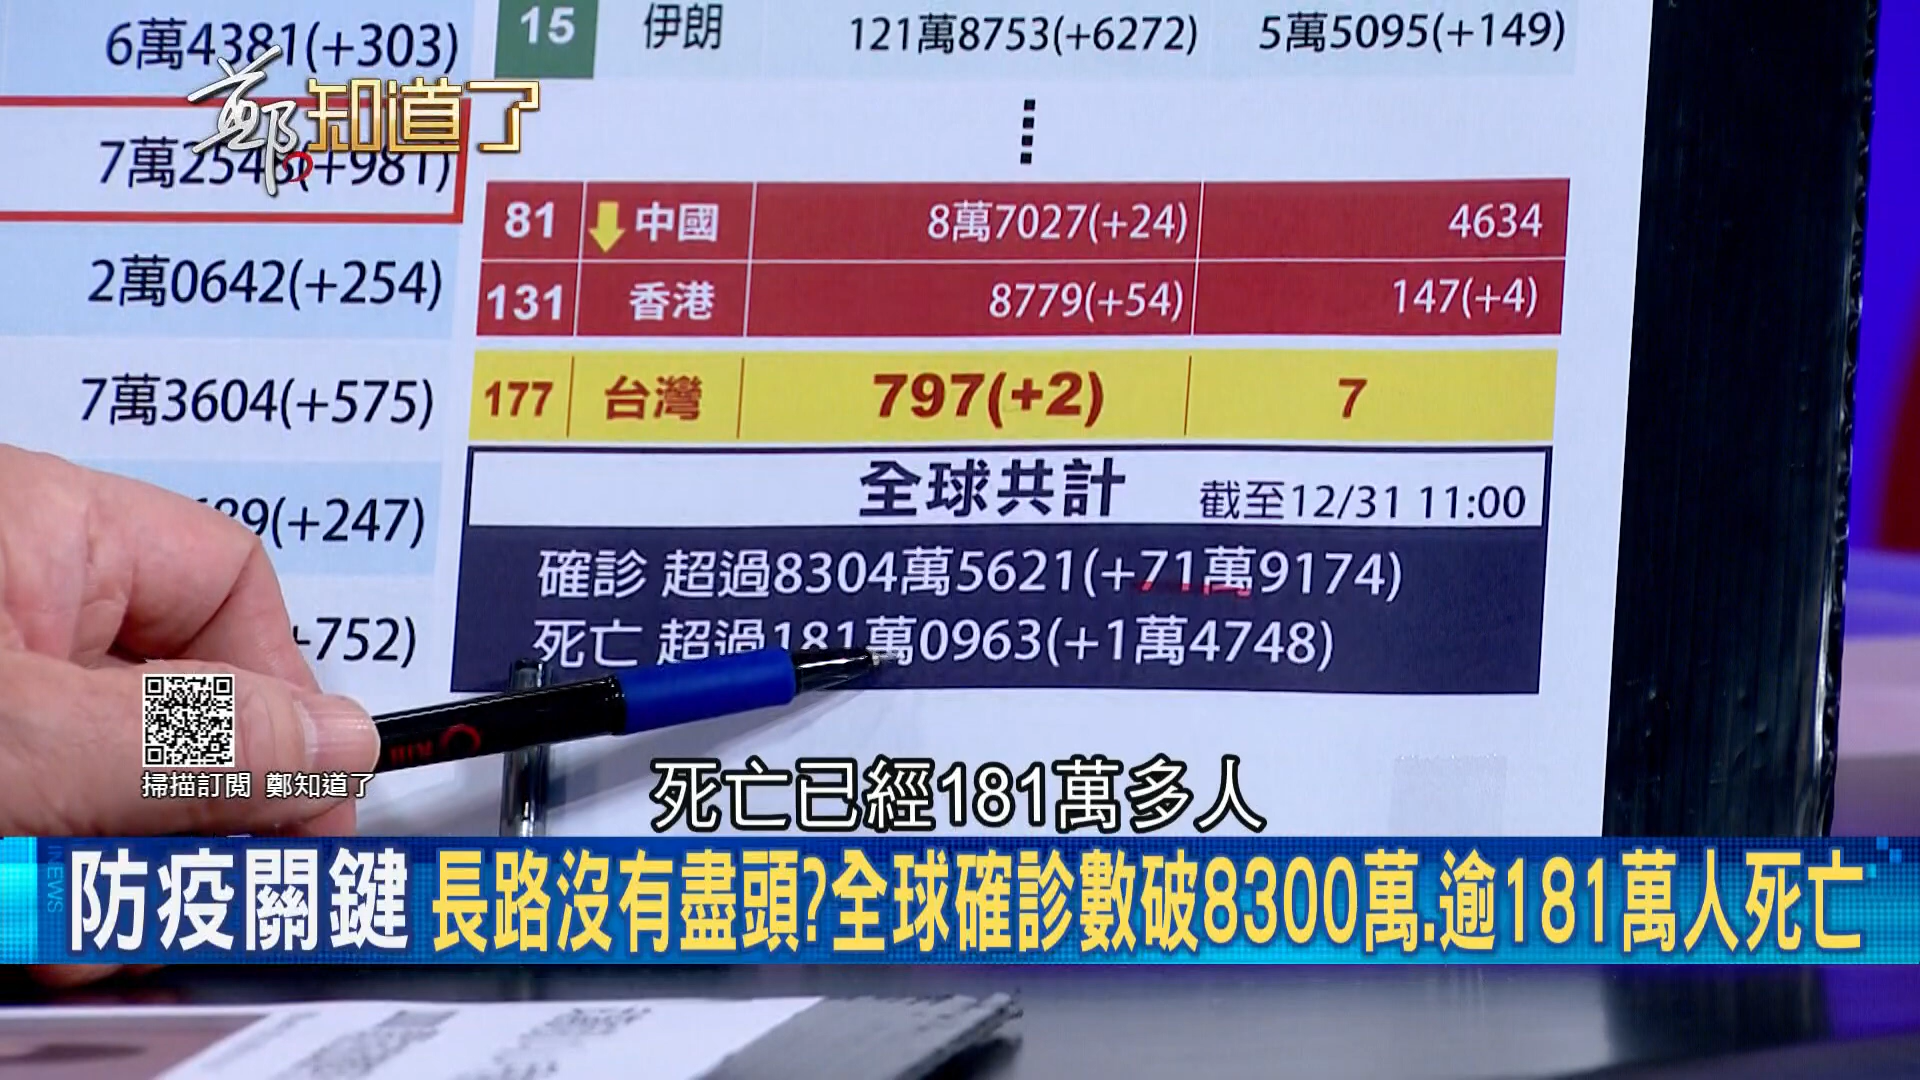 6萬4381(+303)
鄭知道了
7萬2548(+981)
2萬0642(+254)
7萬3604(+575)
89(+247)
+752)
15 伊朗 121萬8753(+6272) 5萬5095(+149)
81 中國 8萬7027(+24) 4634
131 香港 8779(+54) 147(+4)
177 台灣 797(+2) 7
全球共計 截至12/31 11:00
確診 超過8304萬5621(+71萬9174)
死亡 超過181萬0963(+1萬4748)
掃描訂閱 鄭知道了
死亡已經181萬多人
NEWS
防疫關鍵 長路沒有盡頭?全球確診數破8300萬.逾181萬人死亡